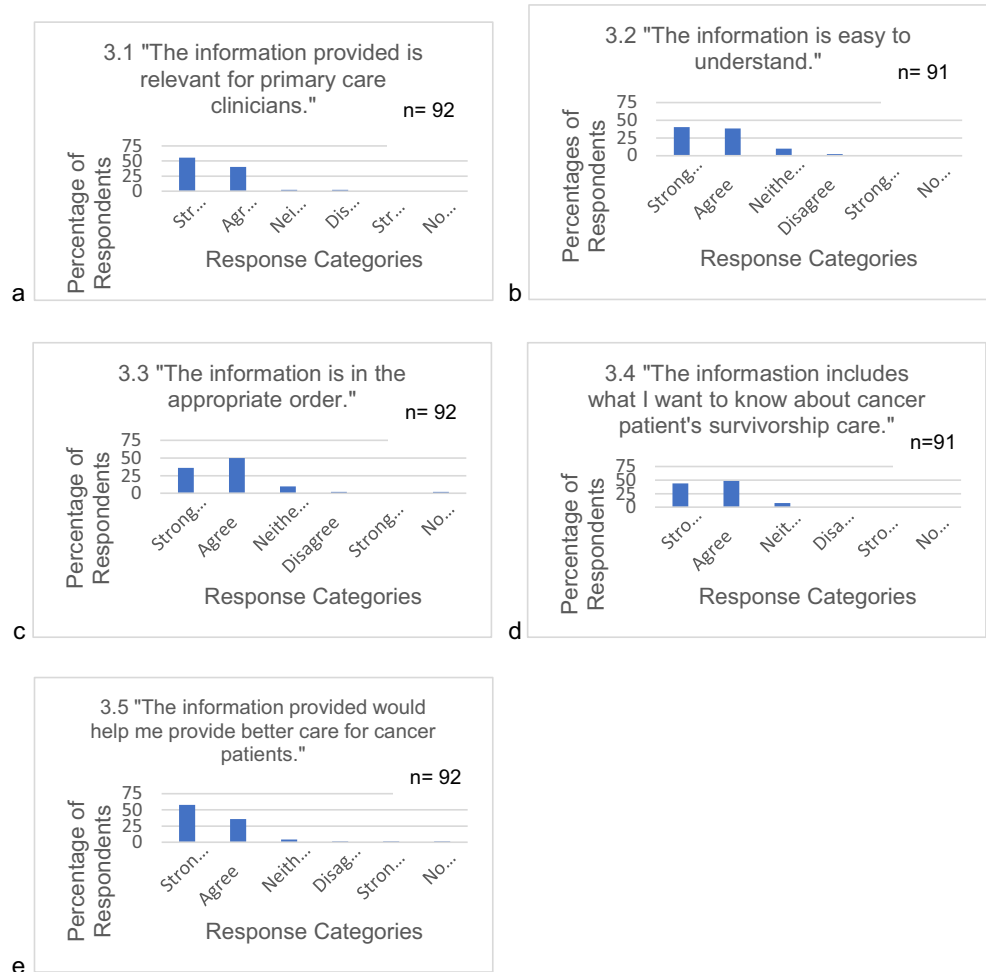 3.1 "The information provided is
relevant for primary care
clinicians."
n= 92
Percentage of
Respondents
75
50
25
0
Str...
Agr...
Nei...
Dis...
Str...
No...
Response Categories
a
3.2 "The information is easy to
understand."
n= 91
Percentages of
Respondents
75
50
25
0
Strong...
Agree
Neithe...
Disagree
Strong...
No...
Response Categories
b
3.3 "The information is in the
appropriate order."
n= 92
Percentage of
Respondents
75
50
25
0
Strong...
Agree
Neithe...
Disagree
Strong...
No...
Response Categories
c
3.4 "The informastion includes
what I want to know about cancer
patient's survivorship care."
n=91
Percentage of
Respondents
75
50
25
0
Stro...
Agree
Neit...
Disa...
Stro...
No...
Response Categories
d
3.5 "The information provided would
help me provide better care for cancer
patients."
n= 92
Percentage of
Respondents
75
50
25
0
Stron...
Agree
Neith...
Disag...
Stron...
No...
Response Categories
e